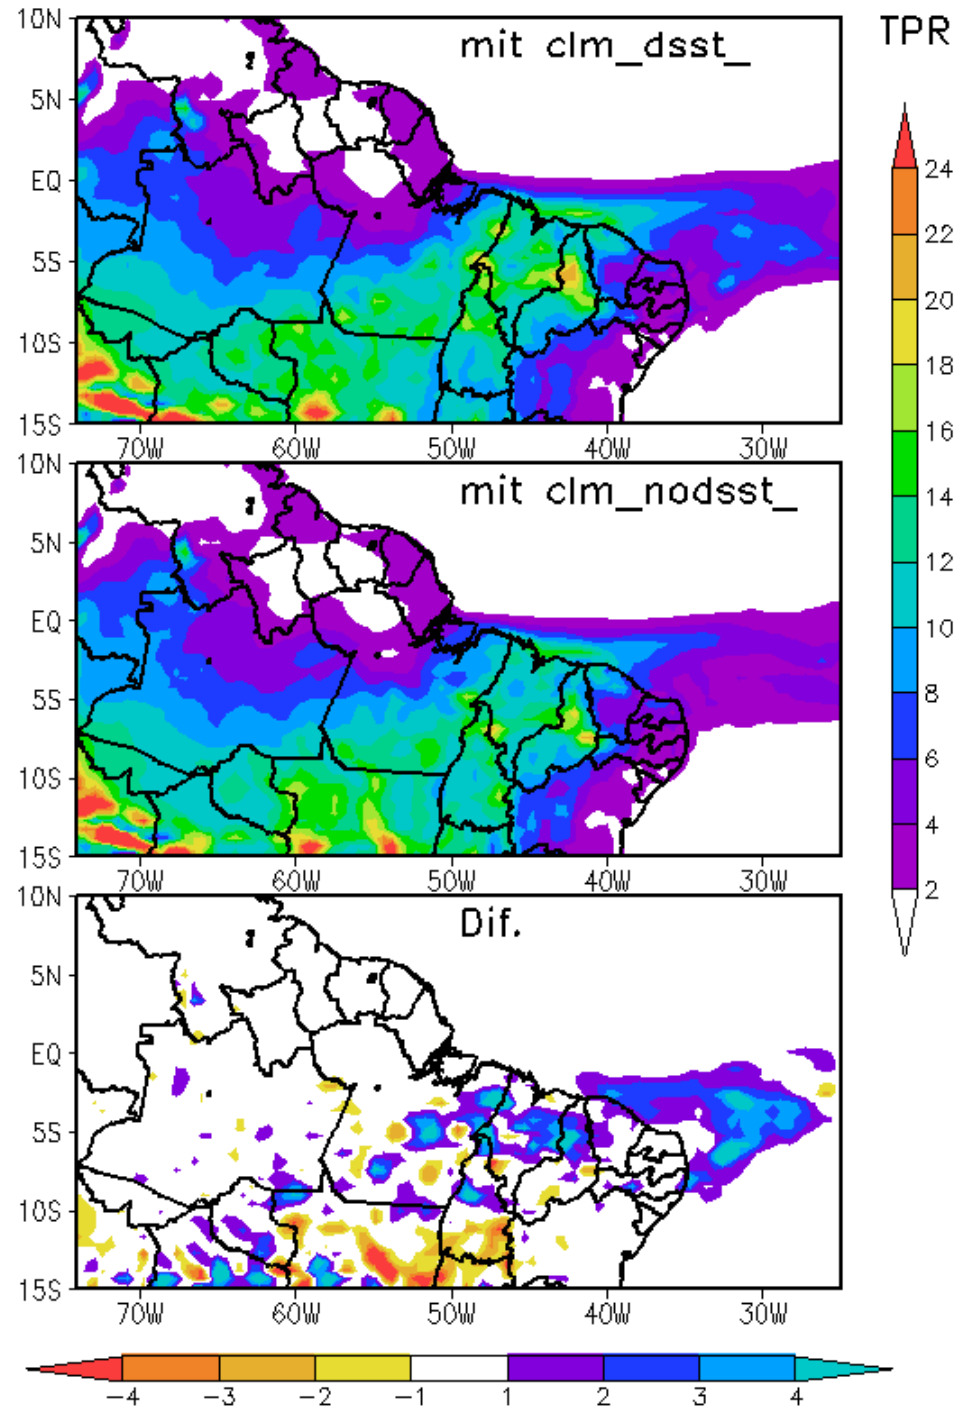 10N
mit clm_dsst_
TPR
5N
EQ
5S
10S
15S
70W 60W 50W 40W 30W
24
22
20
18
16
14
12
10
8
6
4
2
10N
mit clm_nodsst_
5N
EQ
5S
10S
15S
70W 60W 50W 40W 30W
10N
Dif.
5N
EQ
5S
10S
15S
70W 60W 50W 40W 30W
−4 −3 −2 −1 1 2 3 4